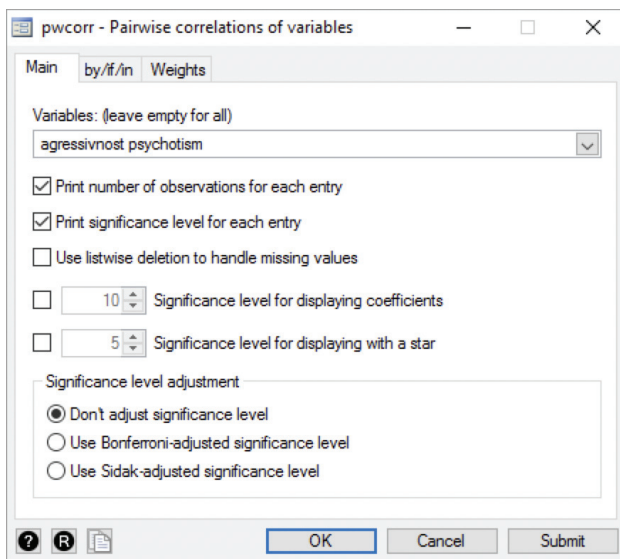 pwcorr - Pairwise correlations of variables
Main by/if/in Weights
Variables: (leave empty for all)
agressivnost psychotism
Print number of observations for each entry
Print significance level for each entry
Use listwise deletion to handle missing values
10 Significance level for displaying coefficients
5 Significance level for displaying with a star
Significance level adjustment
Don't adjust significance level
Use Bonferroni-adjusted significance level
Use Sidak-adjusted significance level
? R OK Cancel Submit